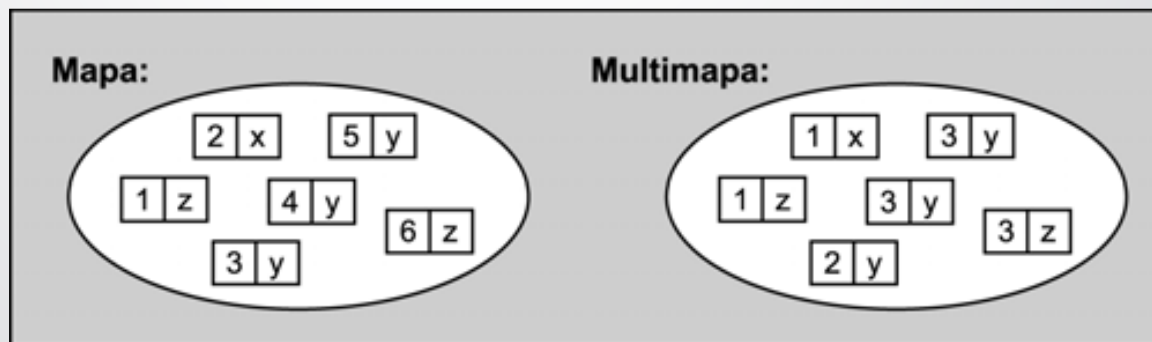 Mapa: Multimapa:
2 x 5 y 1 x 3 y
1 z 4 y 1 z 3 y
6 z 3 z
3 y 2 y